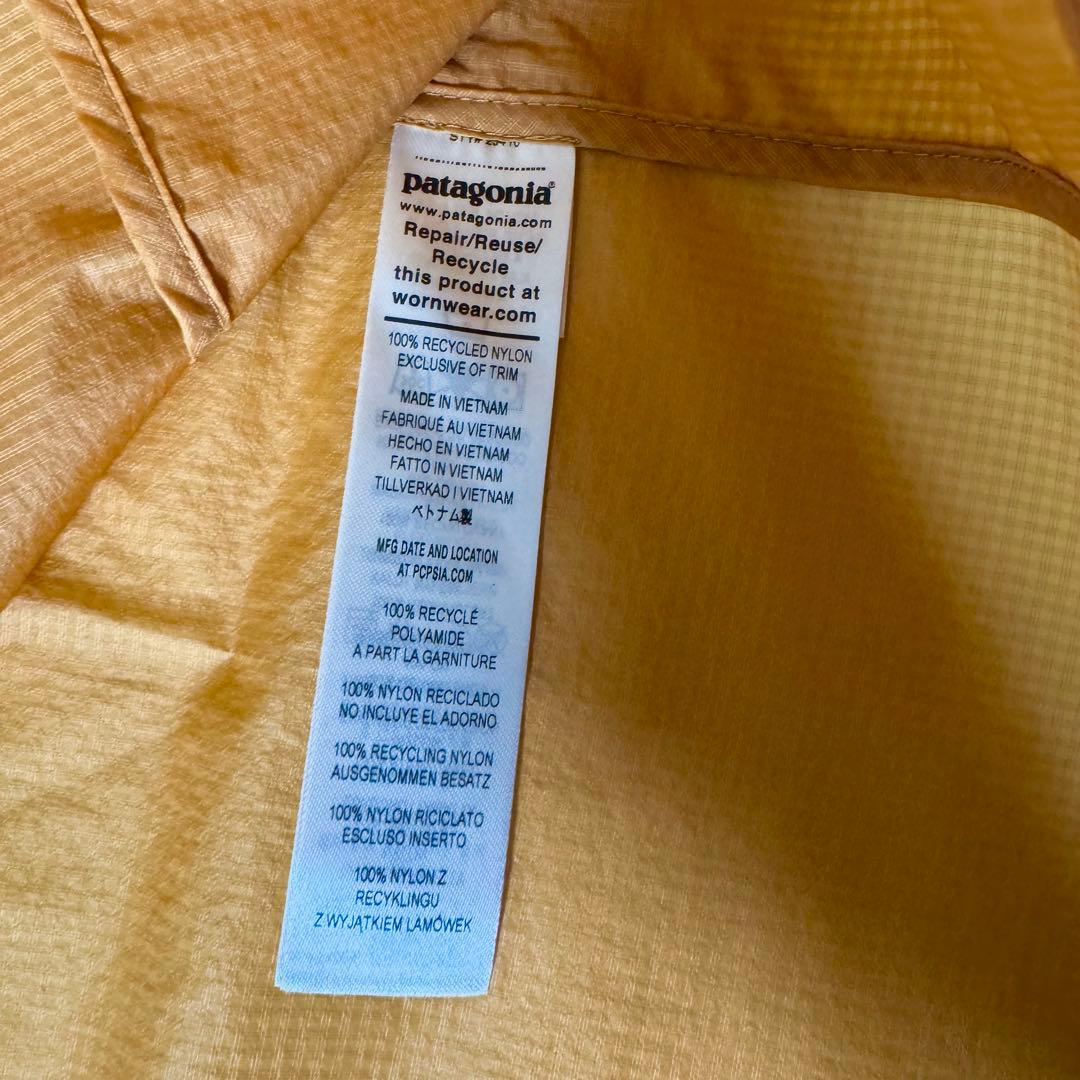 patagonia®
www.patagonia.com
Repair/Reuse/
Recycle
this product at
wornwear.com
100% RECYCLED NYLON
EXCLUSIVE OF TRIM
MADE IN VIETNAM
FABRIQUÉ AU VIETNAM
HECHO EN VIETNAM
FATTO IN VIETNAM
TILLVERKAD I VIETNAM
ベトナム製
MFG DATE AND LOCATION
AT PCPSIA.COM
100% RECYCLÉ
POLYAMIDE
A PART LA GARNITURE
100% NYLON RECICLADO
NO INCLUYE EL ADORNO
100% RECYCLING NYLON
AUSGENOMMEN BESATZ
100% NYLON RICICLATO
ESCLUSO INSERTO
100% NYLON Z
RECYKLINGU
Z WYJĄTKIEM LAMÓWEK